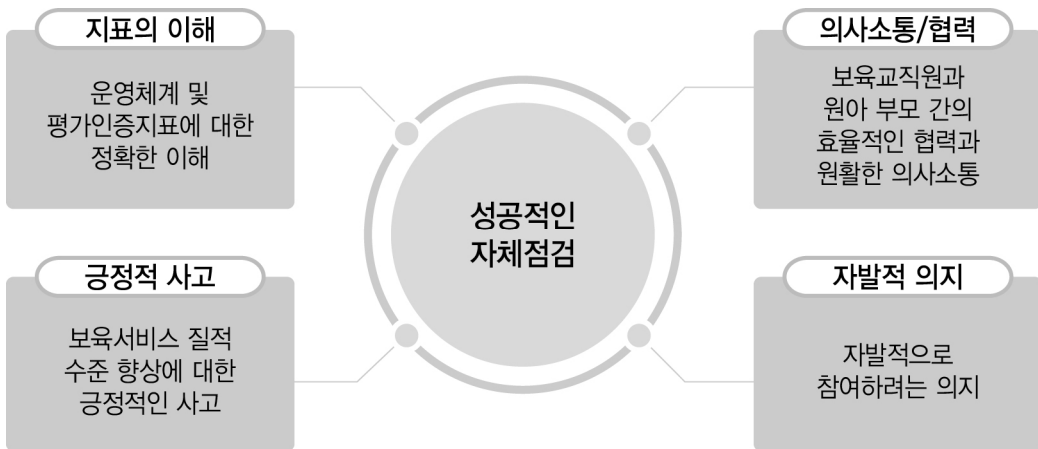 지표의 이해
운영체계 및
평가인증지표에 대한
정확한 이해
의사소통/협력
보육교직원과
원아 부모 간의
효율적인 협력과
원활한 의사소통
성공적인
자체점검
긍정적 사고
보육서비스 질적
수준 향상에 대한
긍정적인 사고
자발적 의지
자발적으로
참여하려는 의지